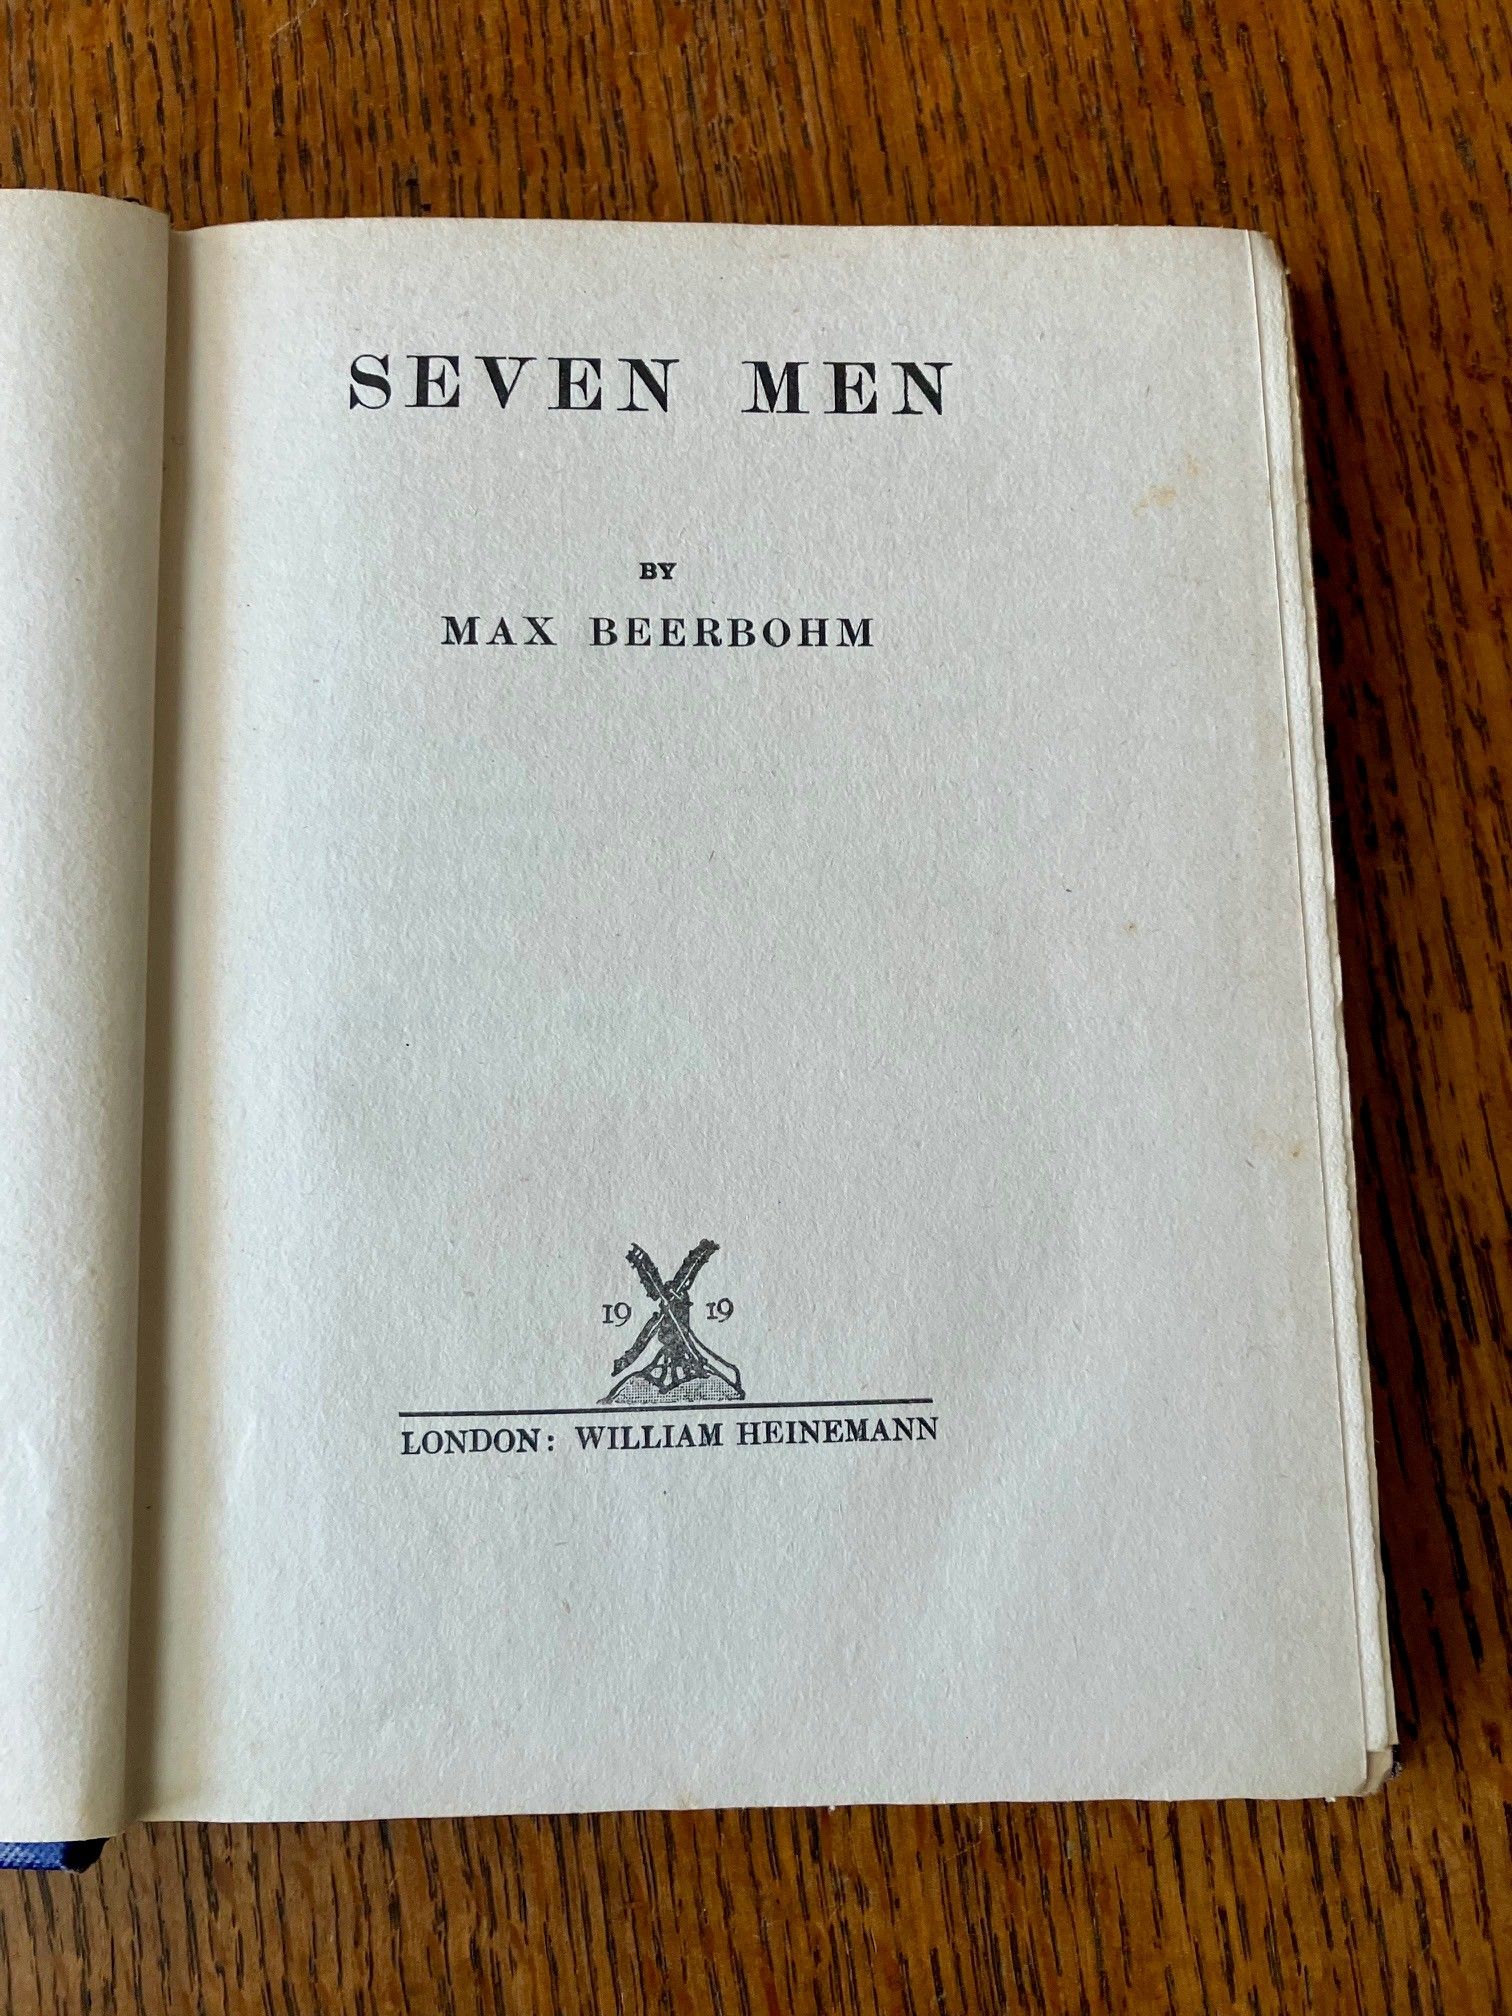 SEVEN MEN
BY
MAX BEERBOHM
19 19
LONDON: WILLIAM HEINEMANN